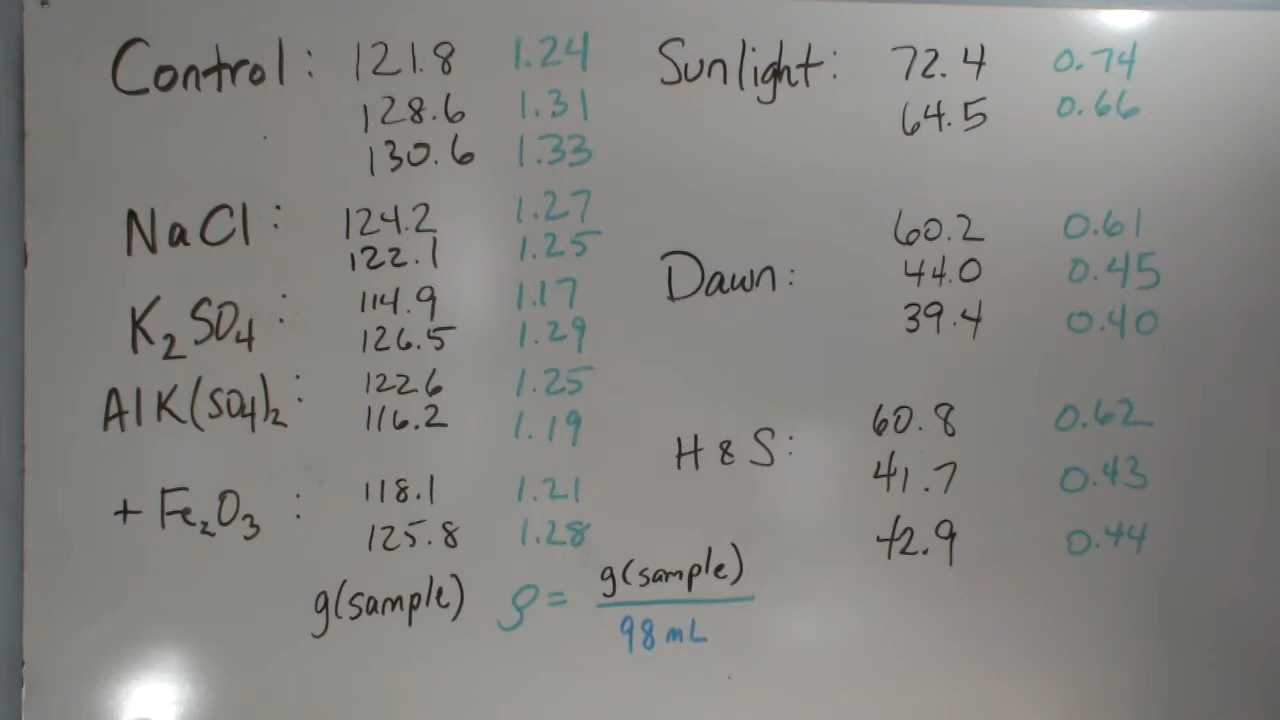 Control: 121.8 1.24
128.6 1.31
130.6 1.33
NaCl: 124.2 1.27
122.1 1.25
K₂SO₄: 114.9 1.17
126.5 1.29
AlK(SO₄)₂: 122.6 1.25
116.2 1.19
+ Fe₂O₃: 118.1 1.21
125.8 1.28
g(sample) ρ = g(sample)
98 mL
Sunlight: 72.4 0.74
64.5 0.66
Dawn: 60.2 0.61
44.0 0.45
39.4 0.40
H & S: 60.8 0.62
41.7 0.43
42.9 0.44